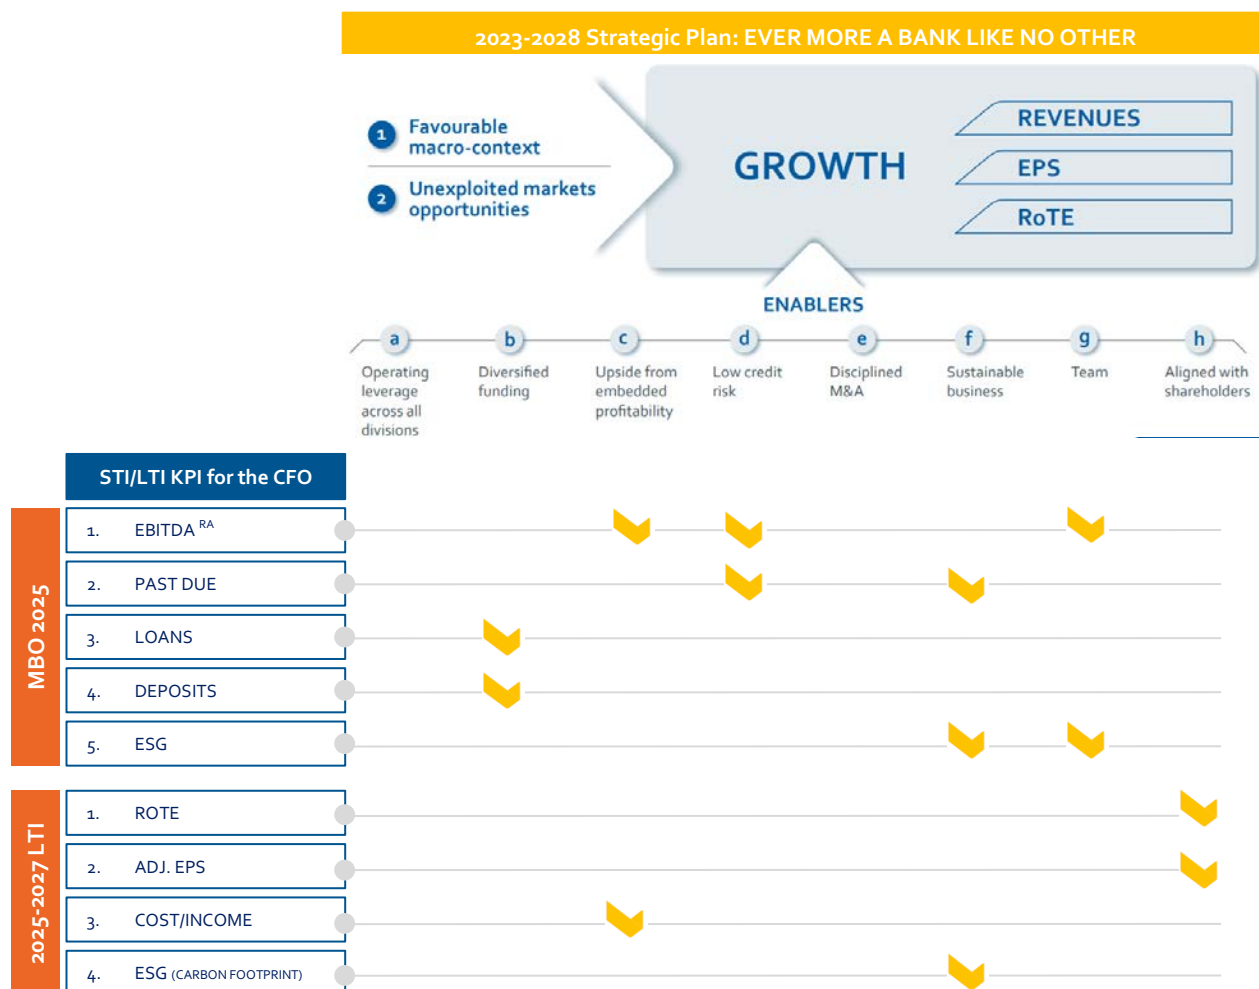 2023-2028 Strategic Plan: EVER MORE A BANK LIKE NO OTHER
1 Favourable
macro-context
2 Unexploited markets
opportunities
GROWTH
REVENUES
EPS
RoTE
ENABLERS
a
Operating
leverage
across all
divisions
b
Diversified
funding
c
Upside from
embedded
profitability
d
Low credit
risk
e
Disciplined
M&A
f
Sustainable
business
g
Team
h
Aligned with
shareholders
STI/LTI KPI for the CFO
MBO 2025
1. EBITDA RA
2. PAST DUE
3. LOANS
4. DEPOSITS
5. ESG
2025-2027 LTI
1. ROTE
2. ADJ. EPS
3. COST/INCOME
4. ESG (CARBON FOOTPRINT)